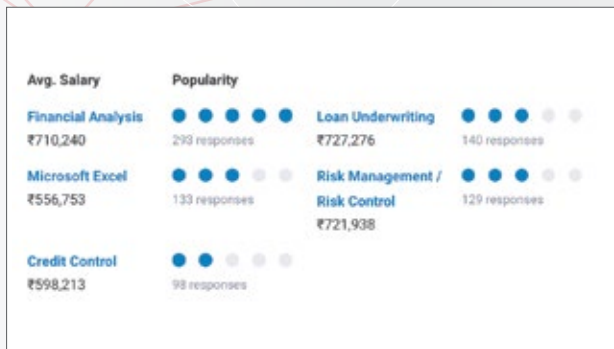 Avg. Salary Popularity
Financial Analysis
₹710,240 293 responses
Loan Underwriting
₹727,276 140 responses
Microsoft Excel
₹556,753 133 responses
Risk Management /
Risk Control 129 responses
₹721,938
Credit Control
₹598,213 98 responses